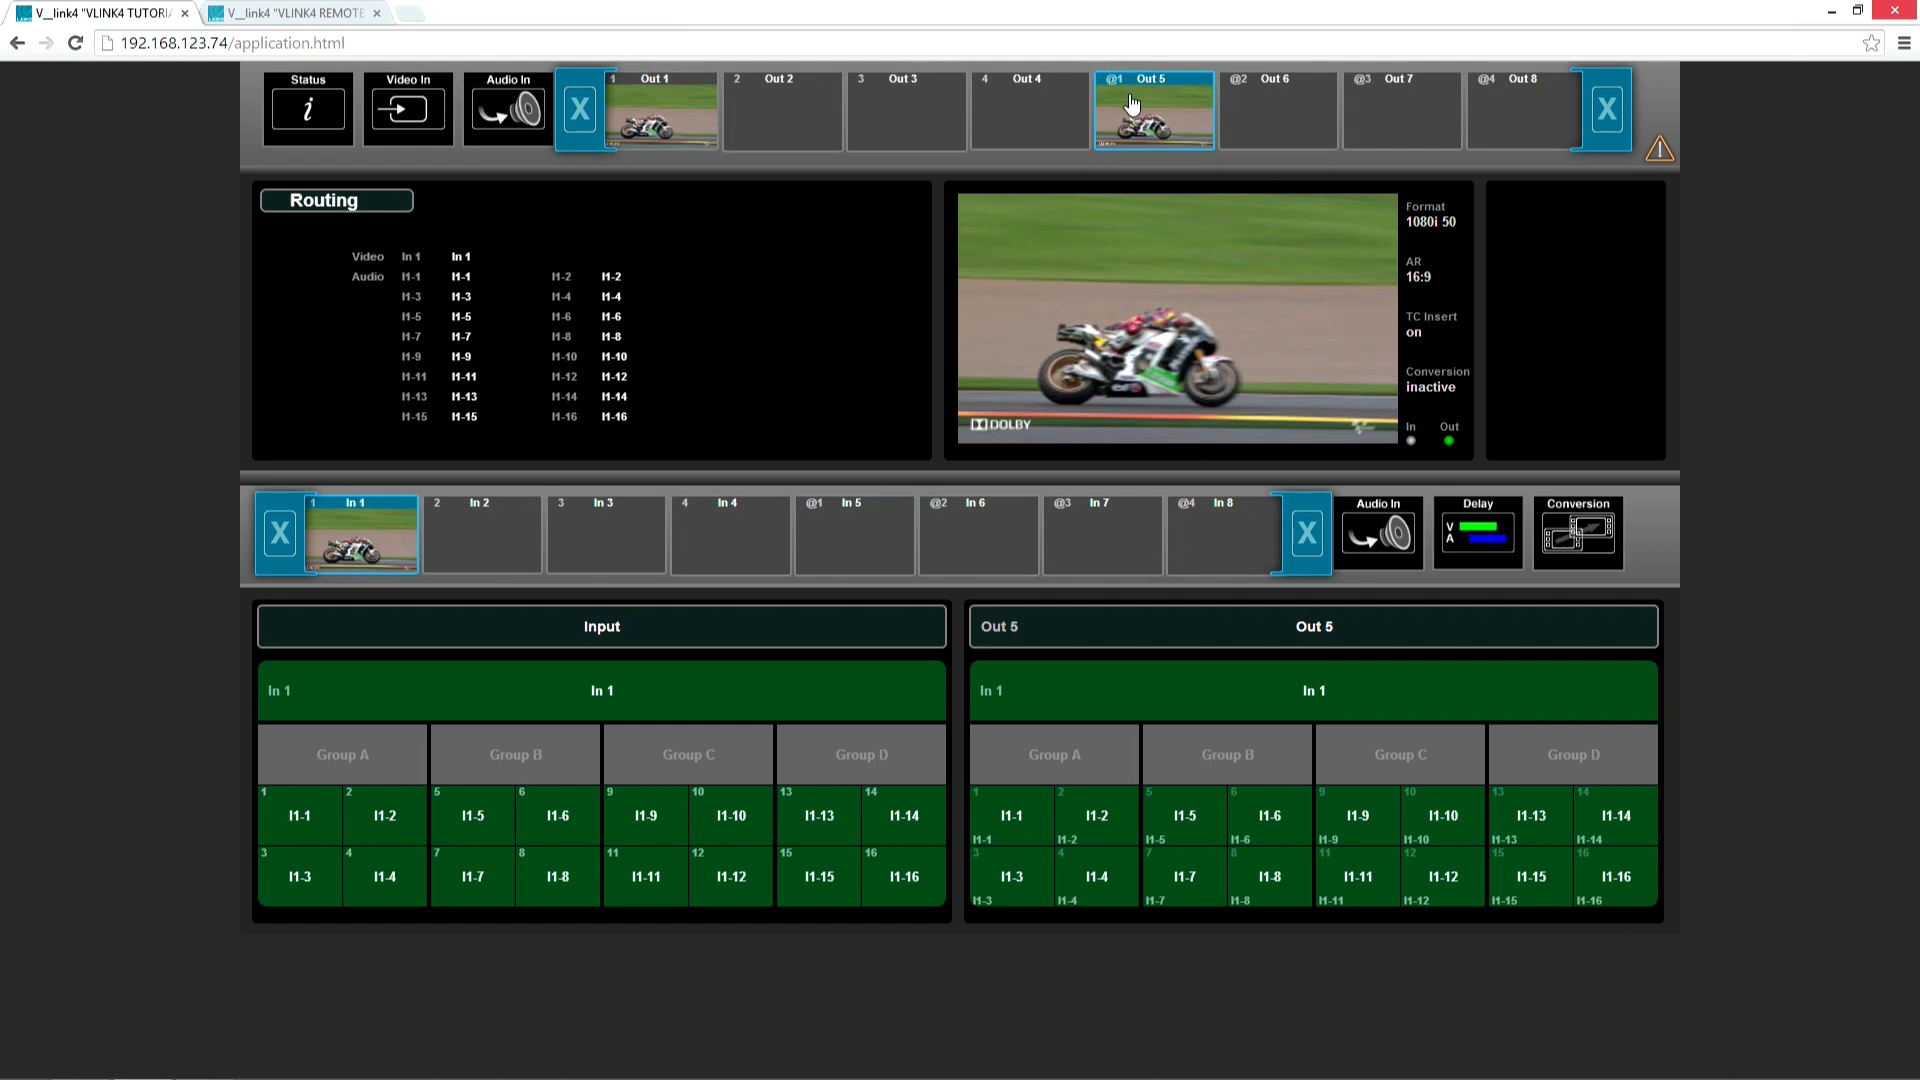 V__link4 "VLINK4 TUTORIA
V__link4 "VLINK4 REMOTE
192.168.123.74/application.html
Status
Video In
Audio In
X
1 Out 1
2 Out 2
3 Out 3
4 Out 4
@1 Out 5
@2 Out 6
@3 Out 7
@4 Out 8
X
Routing
Video In 1 In 1
Audio I1-1 I1-1 I1-2 I1-2
I1-3 I1-3 I1-4 I1-4
I1-5 I1-5 I1-6 I1-6
I1-7 I1-7 I1-8 I1-8
I1-9 I1-9 I1-10 I1-10
I1-11 I1-11 I1-12 I1-12
I1-13 I1-13 I1-14 I1-14
I1-15 I1-15 I1-16 I1-16
DOLBY
Format
1080i 50
AR
16:9
TC Insert
on
Conversion
inactive
In Out
X
1 In 1
2 In 2
3 In 3
4 In 4
@1 In 5
@2 In 6
@3 In 7
@4 In 8
X
Audio In
Delay
V
A
Conversion
Input
In 1 In 1
Group A Group B Group C Group D
1 2 5 6 9 10 13 14
I1-1 I1-2 I1-5 I1-6 I1-9 I1-10 I1-13 I1-14
3 4 7 8 11 12 15 16
I1-3 I1-4 I1-7 I1-8 I1-11 I1-12 I1-15 I1-16
Out 5 Out 5
In 1 In 1
Group A Group B Group C Group D
1 2 5 6 9 10 13 14
I1-1 I1-2 I1-5 I1-6 I1-9 I1-10 I1-13 I1-14
I1-1 I1-2 I1-5 I1-6 I1-9 I1-10 I1-13 I1-14
3 4 7 8 11 12 15 16
I1-3 I1-4 I1-7 I1-8 I1-11 I1-12 I1-15 I1-16
I1-3 I1-4 I1-7 I1-8 I1-11 I1-12 I1-15 I1-16